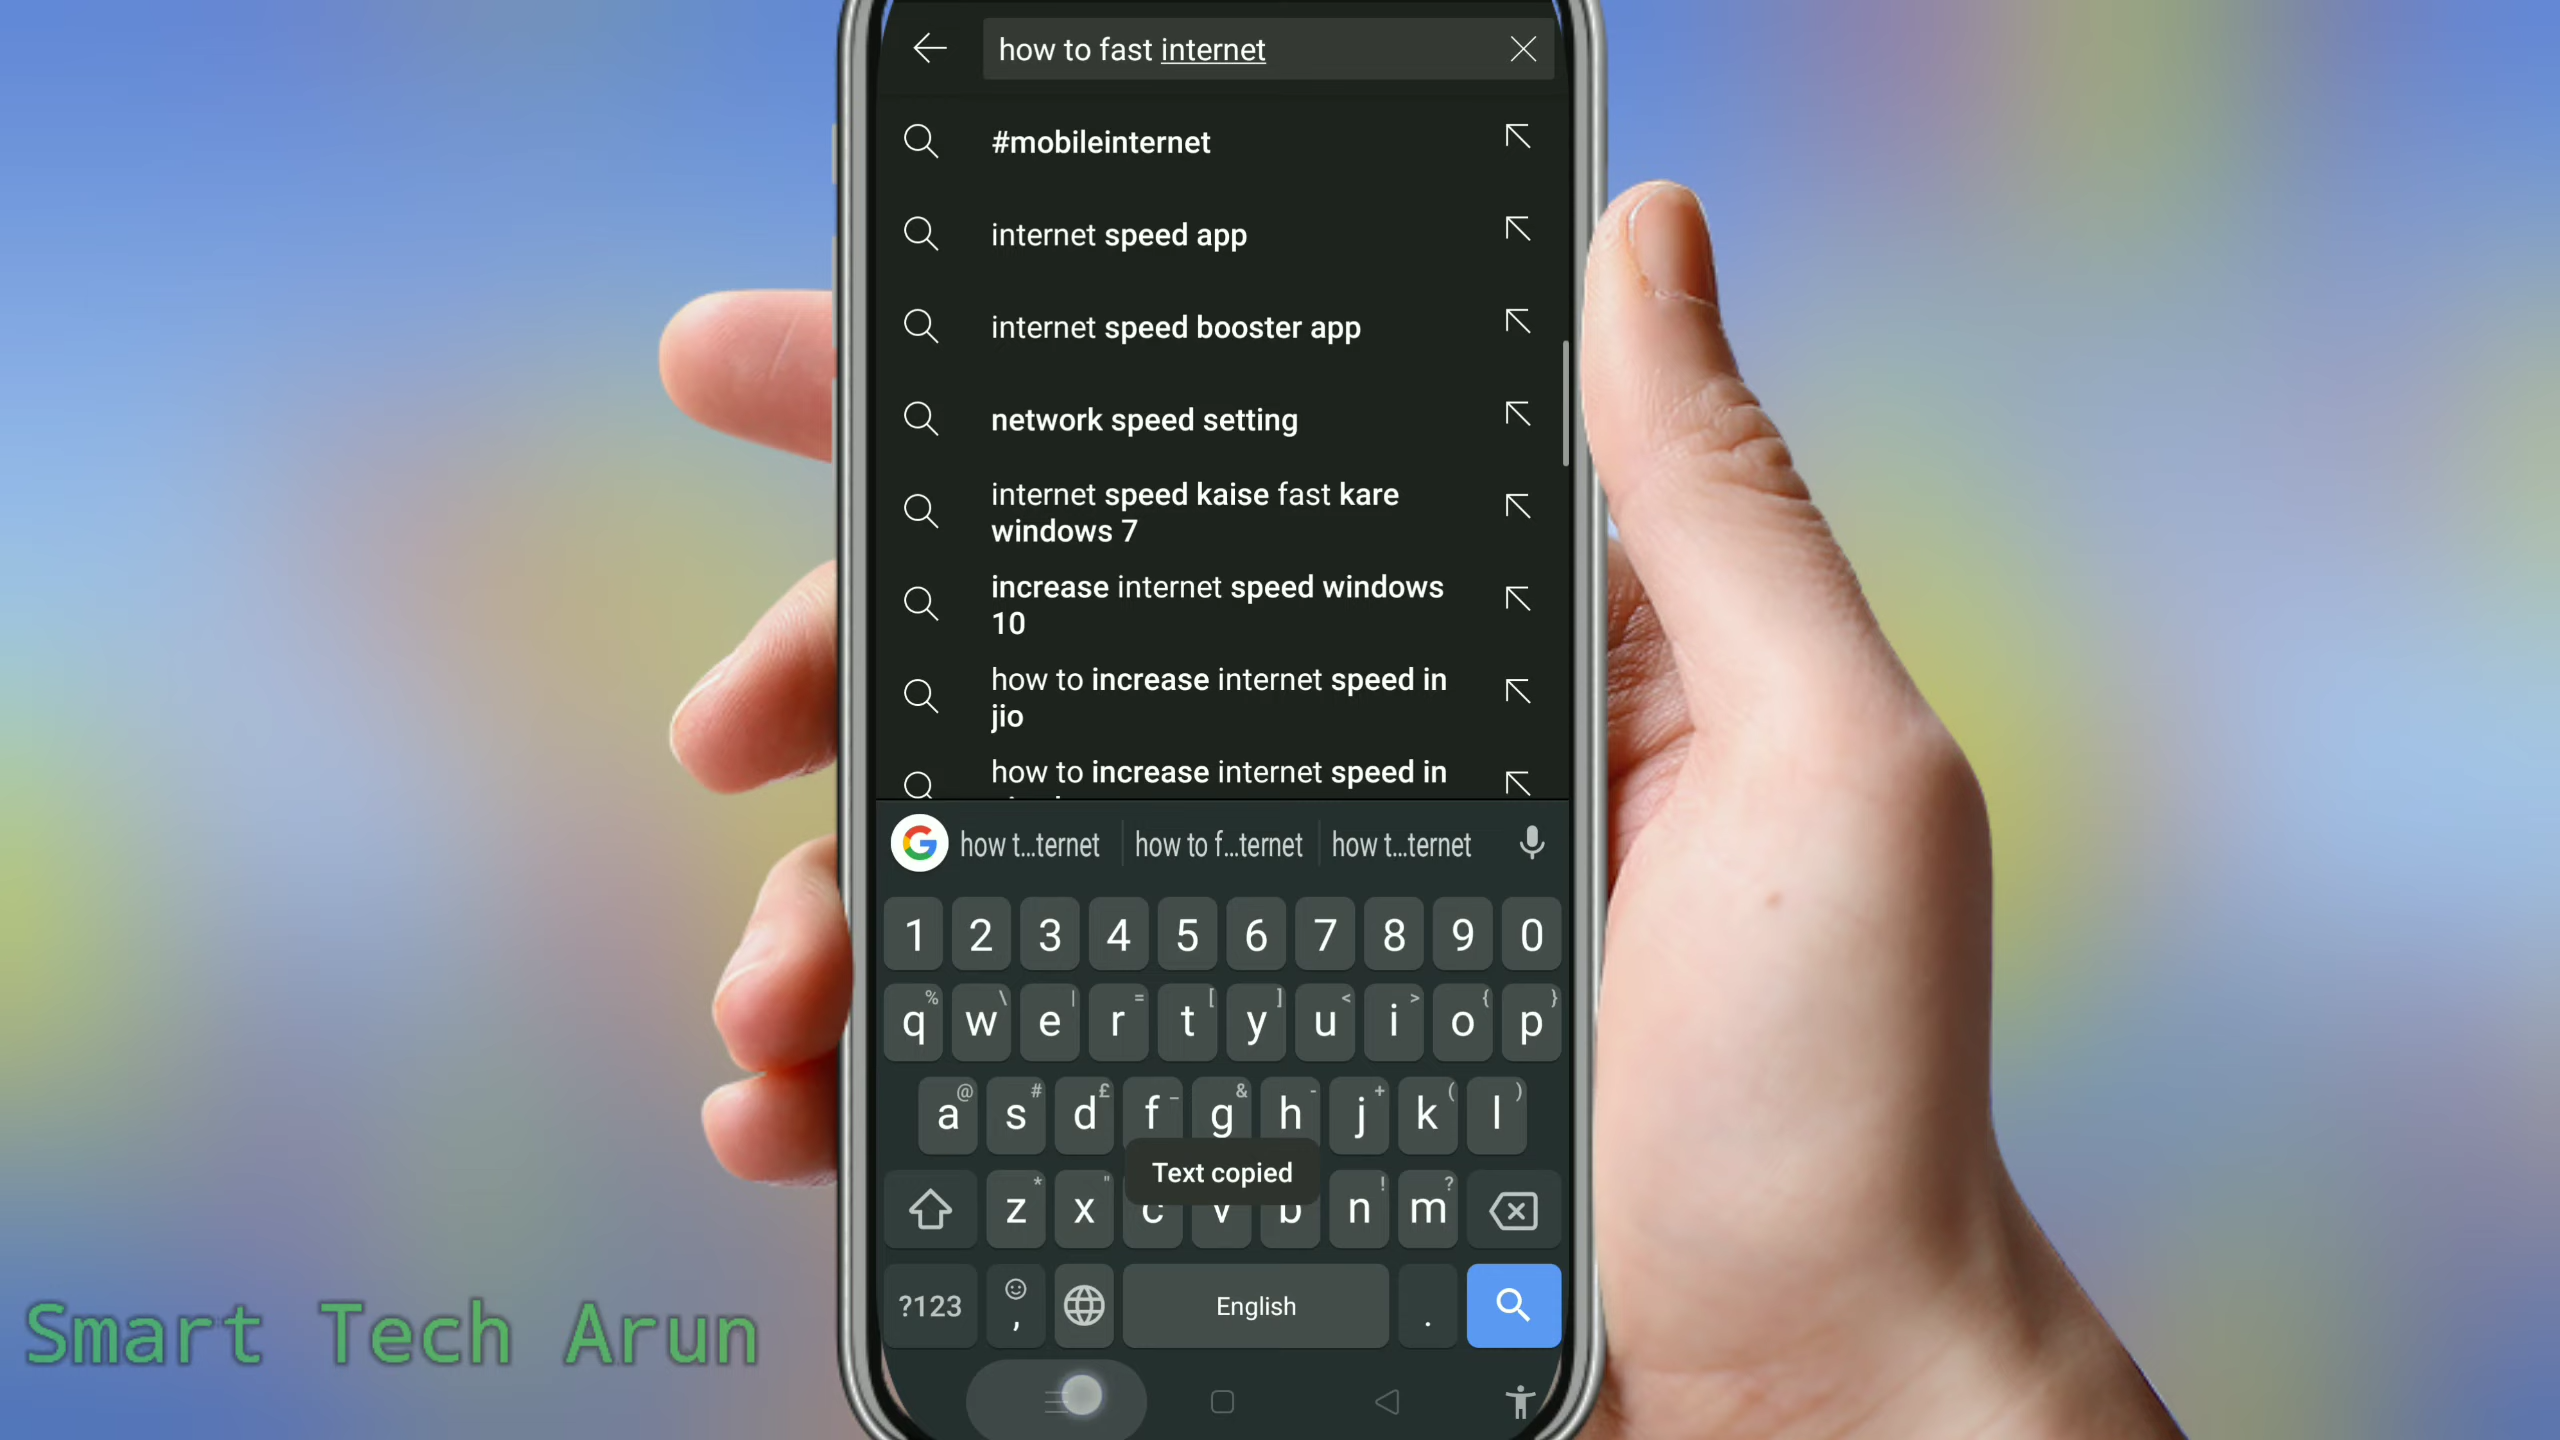 how to fast internet
#mobileinternet
internet speed app
internet speed booster app
network speed setting
internet speed kaise fast kare
windows 7
increase internet speed windows
10
how to increase internet speed in
jio
how to increase internet speed in
how t...ternet how to f...ternet how t...ternet
1 2 3 4 5 6 7 8 9 0
% \ | = [ ] < > { }
q w e r t y u i o p
@ # £ _ & - + ( )
a s d f g h j k l
Text copied
* " ! ?
z x c v b n m
?123 , English .
Smart Tech Arun